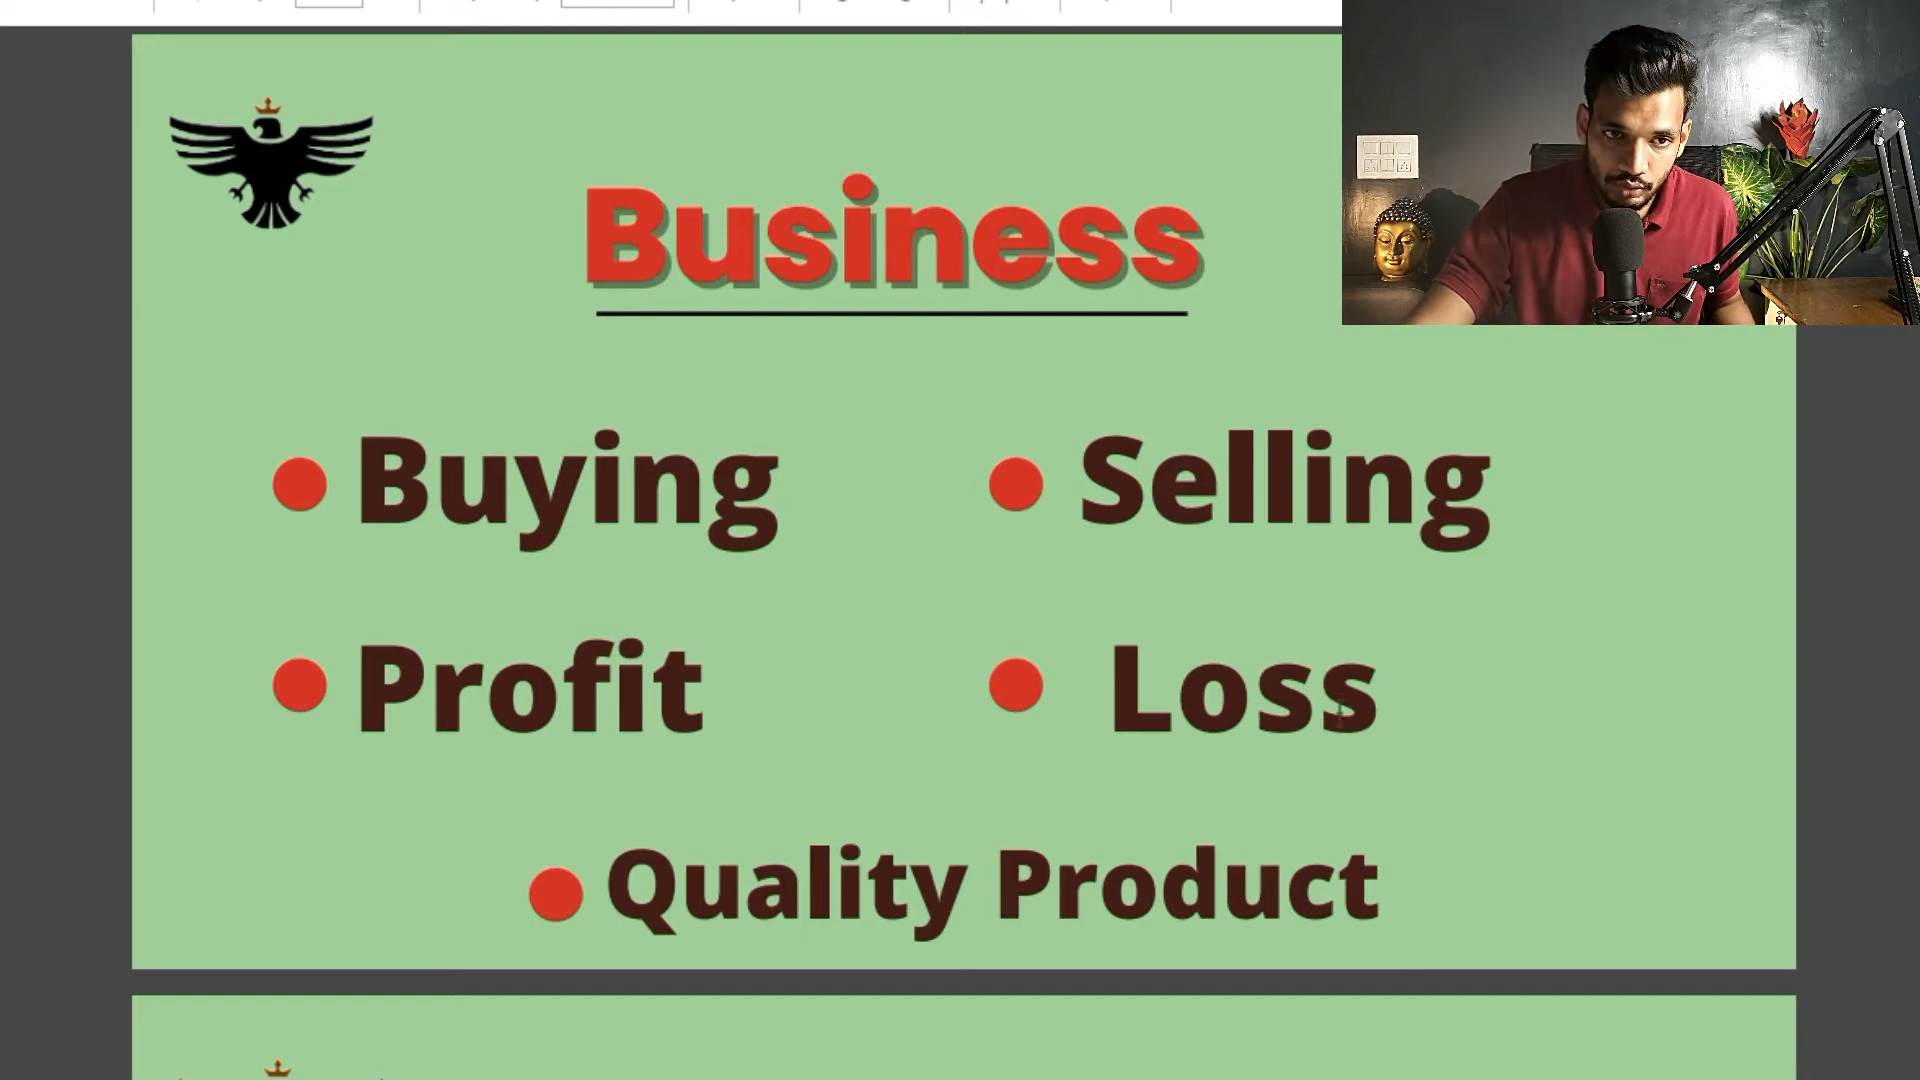 Business
Buying
Selling
Profit
Loss
Quality Product